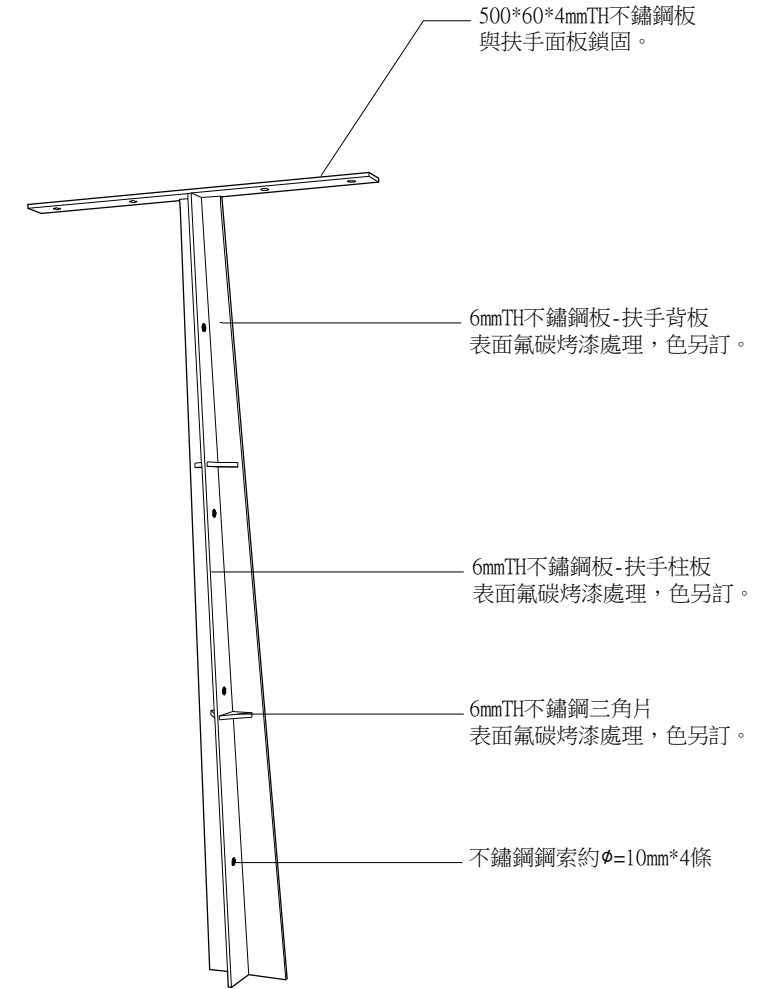 500*60*4mmTH不鏽鋼板
與扶手面板鎖固。
6mmTH不鏽鋼板-扶手背板
表面氟碳烤漆處理，色另訂。
6mmTH不鏽鋼板-扶手柱板
表面氟碳烤漆處理，色另訂。
6mmTH不鏽鋼三角片
表面氟碳烤漆處理，色另訂。
不鏽鋼鋼索約ϕ=10mm*4條